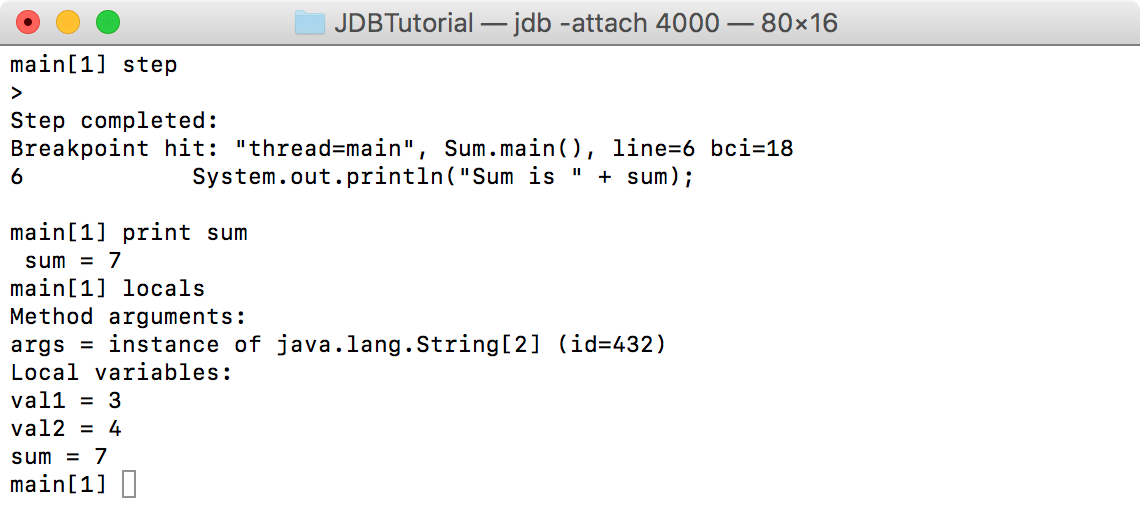 JDBTutorial — jdb -attach 4000 — 80×16
main[1] step
>
Step completed:
Breakpoint hit: "thread=main", Sum.main(), line=6 bci=18
6            System.out.println("Sum is " + sum);

main[1] print sum
 sum = 7
main[1] locals
Method arguments:
args = instance of java.lang.String[2] (id=432)
Local variables:
val1 = 3
val2 = 4
sum = 7
main[1]